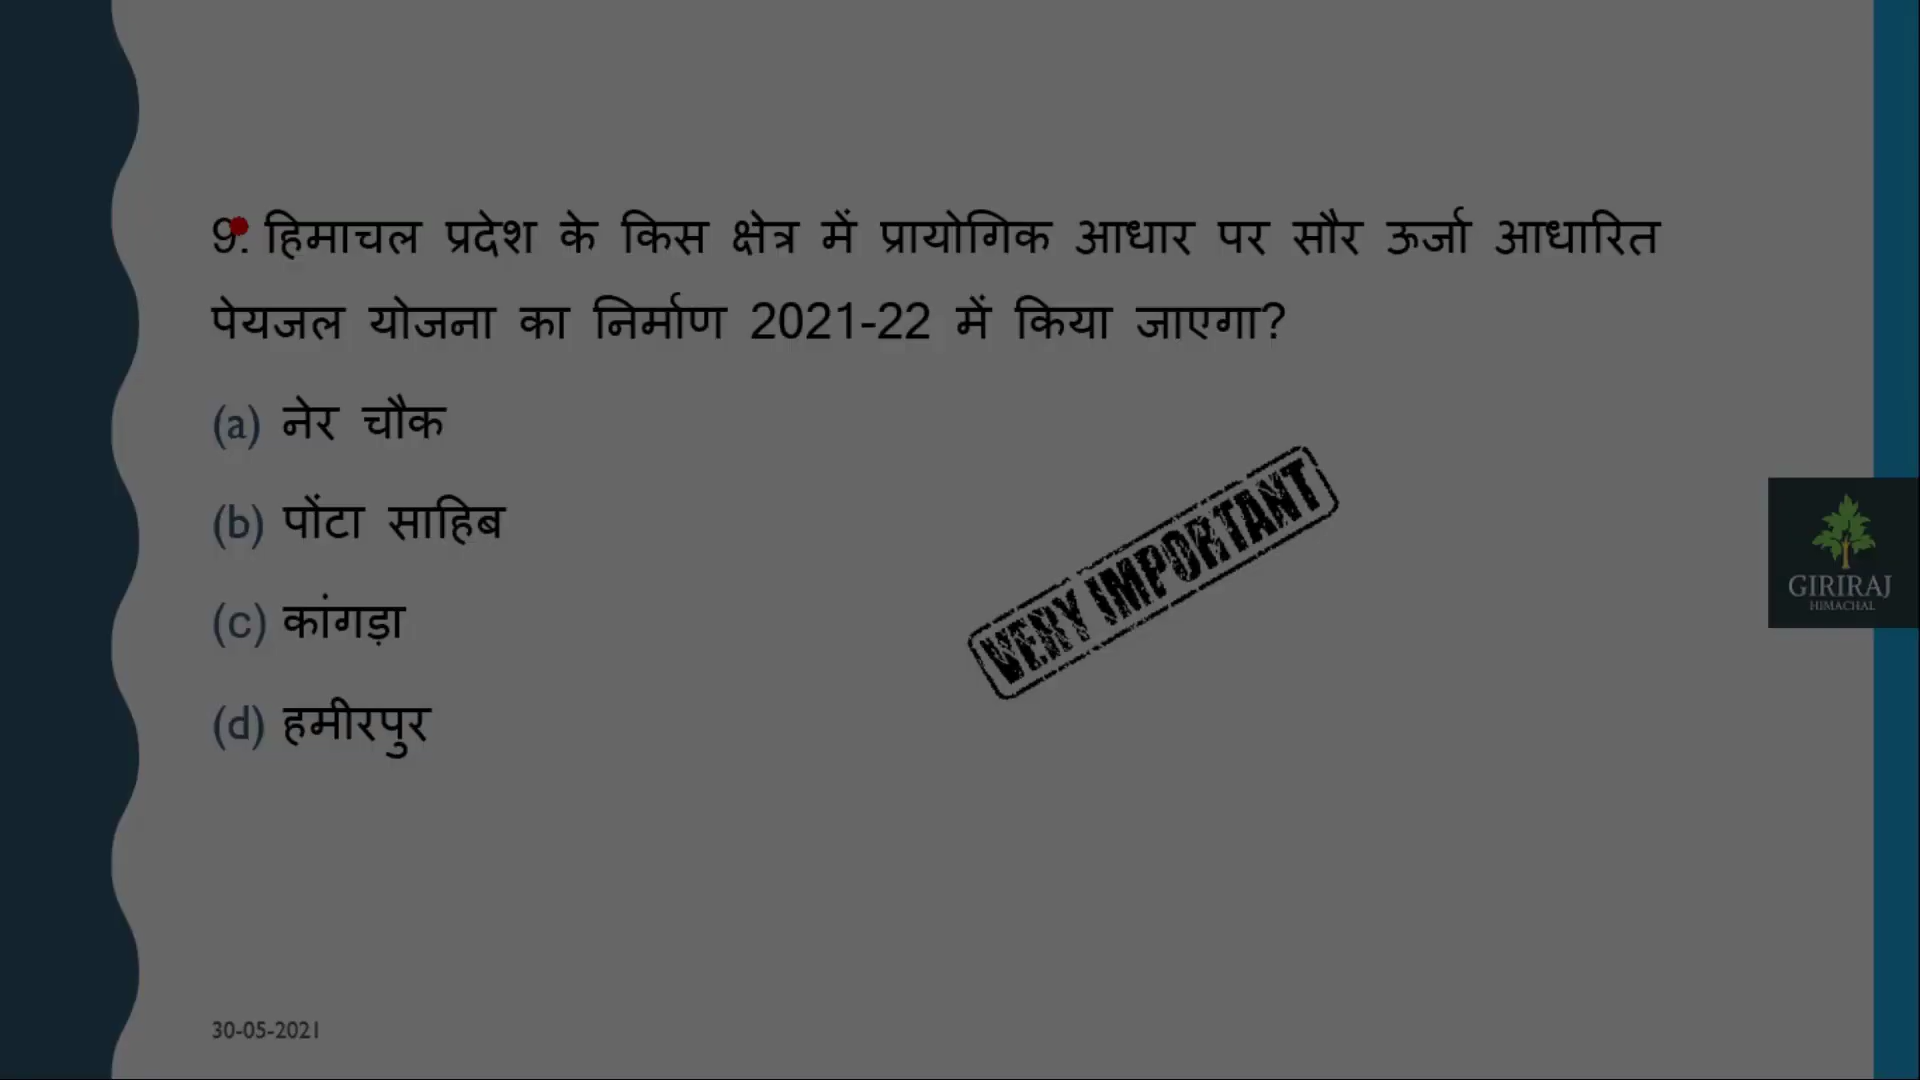 9. हिमाचल प्रदेश के किस क्षेत्र में प्रायोगिक आधार पर सौर ऊर्जा आधारित
पेयजल योजना का निर्माण 2021-22 में किया जाएगा?
(a) नेर चौक
(b) पोंटा साहिब
(c) कांगड़ा
(d) हमीरपुर
VERY IMPORTANT
GIRIRAJ
HIMACHAL
30-05-2021